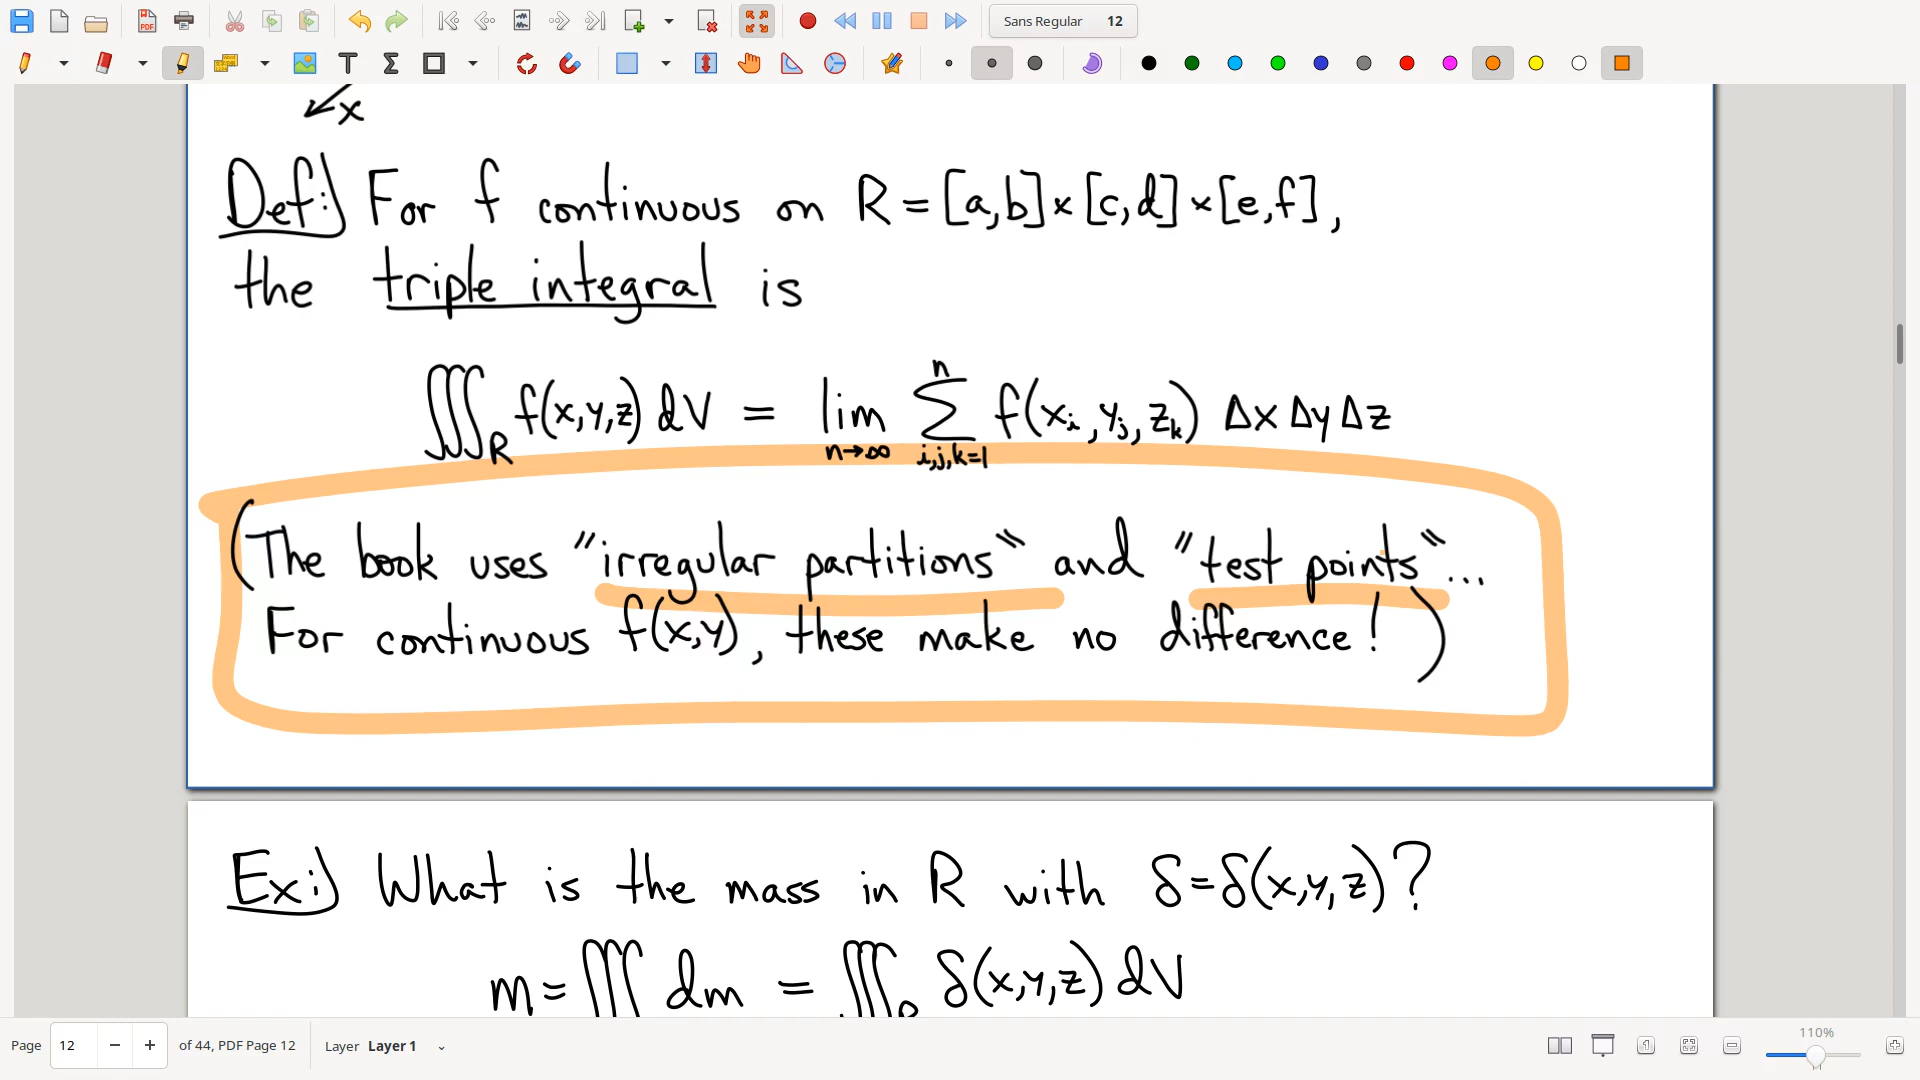 Sans Regular 12
x
Def:) For f continuous on R = [a,b]×[c,d]×[e,f],
the triple integral is
∭_R f(x,y,z) dV = lim_{n→∞} Σ_{i,j,k=1}^{n} f(x_i, y_j, z_k) Δx Δy Δz
(The book uses "irregular partitions" and "test points"...
For continuous f(x,y), these make no difference!)
Ex:) What is the mass in R with δ=δ(x,y,z)?
m = ∭ dm = ∭_R δ(x,y,z) dV
Page 12 − + of 44, PDF Page 12 Layer Layer 1 110%